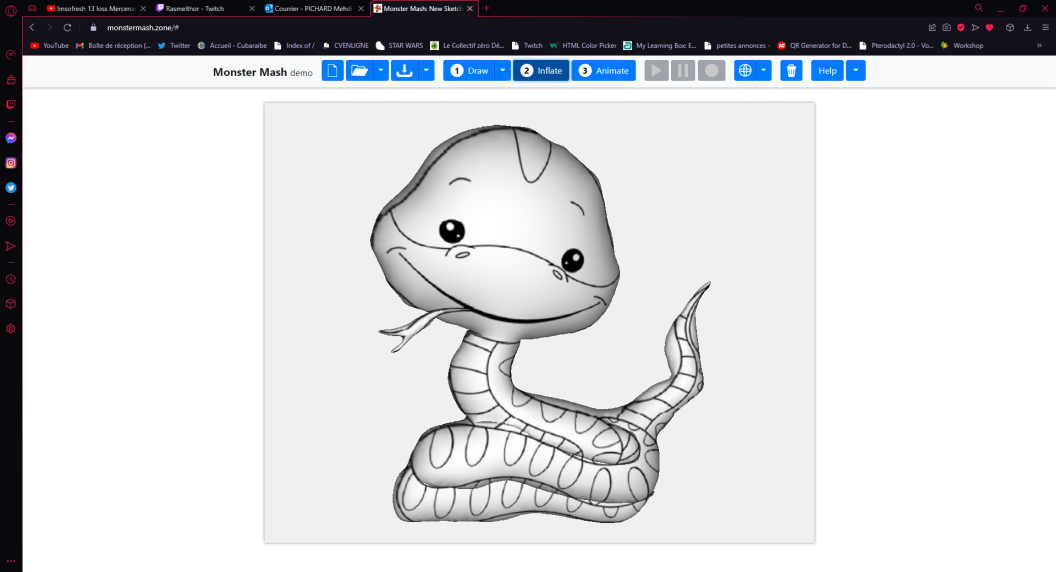 Imsofresh 13 loss Mercena
Rasmelthor - Twitch
Courrier - PICHARD Mehdi
Monster Mash: New Sketch
monstermash.zone/#
YouTube Boîte de réception (... Twitter Accueil - Cubaraibe Index of / CVENLIGNE STAR WARS Le Collectif zéro Dé... Twitch HTML Color Picker My Learning Box: E... petites annonces - QR Generator for D... Pterodactyl 2.0 - Vo... Workshop »
Monster Mash demo 1 Draw 2 Inflate 3 Animate Help